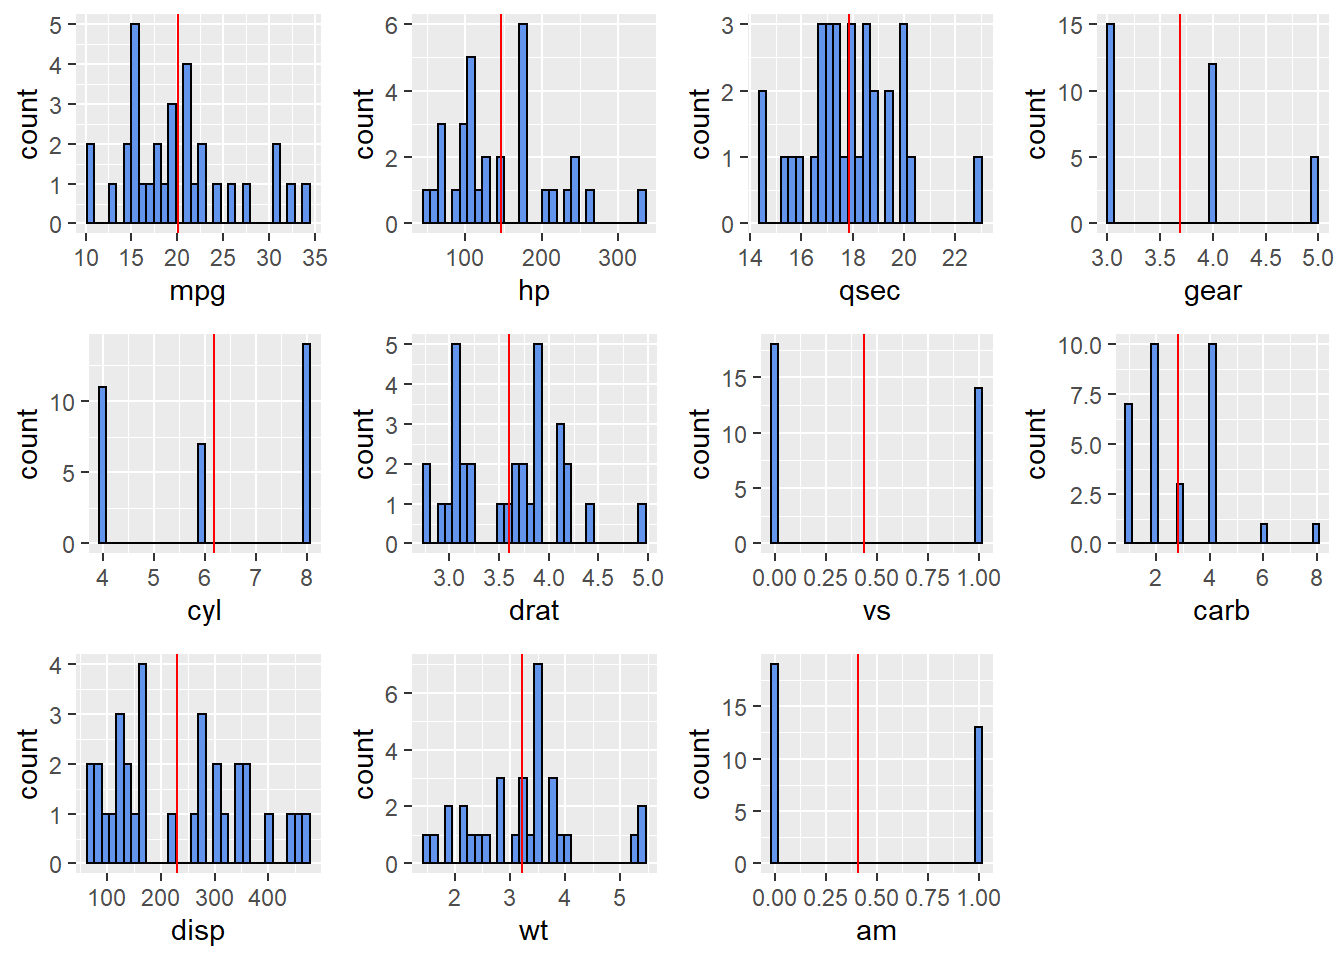 count
5
4
3
2
1
0
10 15 20 25 30 35
mpg
count
6
4
2
0
100 200 300
hp
count
3
2
1
0
14 16 18 20 22
qsec
count
15
10
5
0
3.0 3.5 4.0 4.5 5.0
gear
count
10
5
0
4 5 6 7 8
cyl
count
5
4
3
2
1
0
3.0 3.5 4.0 4.5 5.0
drat
count
15
10
5
0
0.00 0.25 0.50 0.75 1.00
vs
count
10.0
7.5
5.0
2.5
0.0
2 4 6 8
carb
count
4
3
2
1
0
100 200 300 400
disp
count
6
4
2
0
2 3 4 5
wt
count
15
10
5
0
0.00 0.25 0.50 0.75 1.00
am